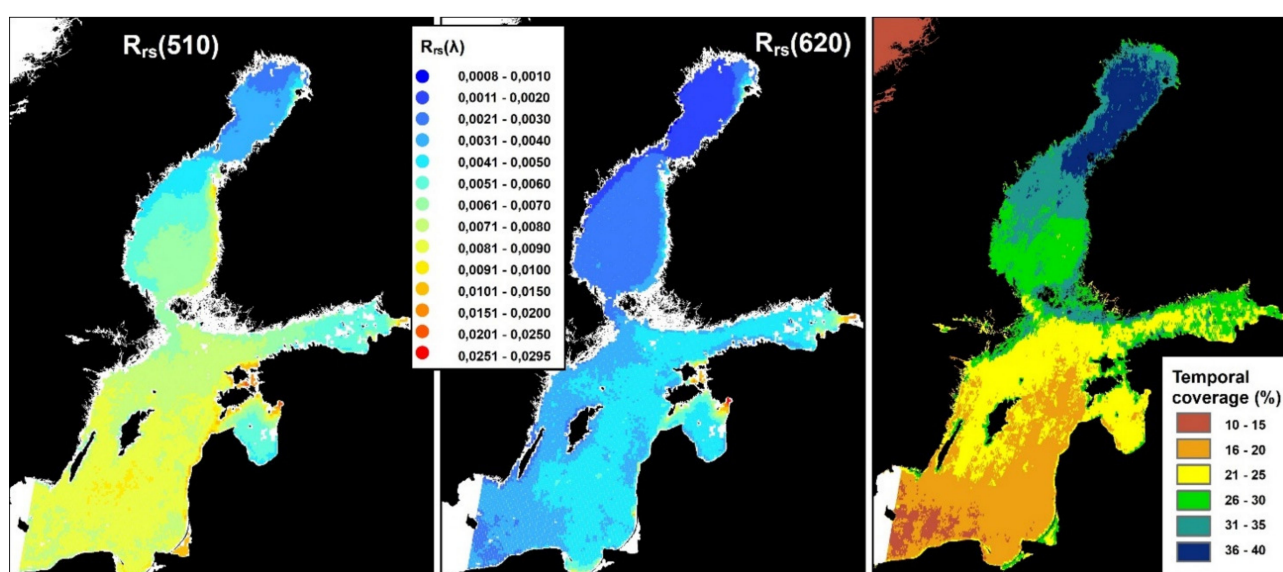 Rrs(510)
Rrs(λ)
0,0008 - 0,0010
0,0011 - 0,0020
0,0021 - 0,0030
0,0031 - 0,0040
0,0041 - 0,0050
0,0051 - 0,0060
0,0061 - 0,0070
0,0071 - 0,0080
0,0081 - 0,0090
0,0091 - 0,0100
0,0101 - 0,0150
0,0151 - 0,0200
0,0201 - 0,0250
0,0251 - 0,0295
Rrs(620)
Temporal
coverage (%)
10 - 15
16 - 20
21 - 25
26 - 30
31 - 35
36 - 40